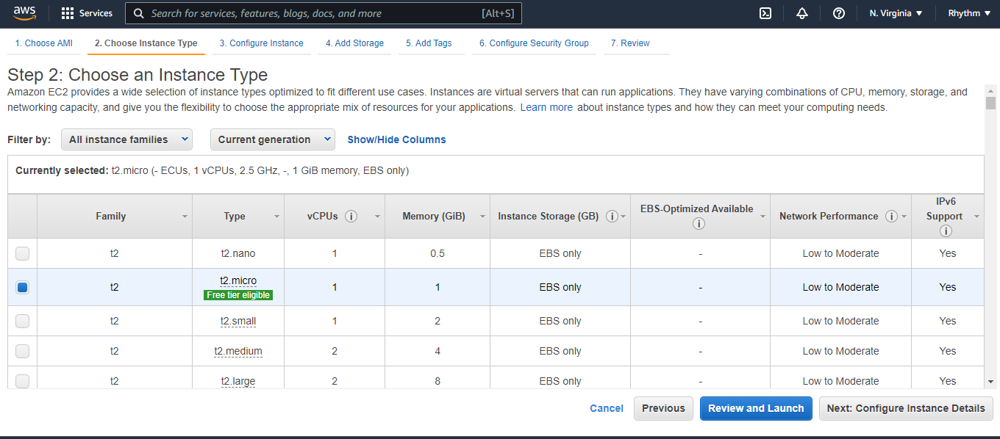 aws Services Search for services, features, blogs, docs, and more [Alt+S] N. Virginia Rhythm
1. Choose AMI 2. Choose Instance Type 3. Configure Instance 4. Add Storage 5. Add Tags 6. Configure Security Group 7. Review
Step 2: Choose an Instance Type
Amazon EC2 provides a wide selection of instance types optimized to fit different use cases. Instances are virtual servers that can run applications. They have varying combinations of CPU, memory, storage, and
networking capacity, and give you the flexibility to choose the appropriate mix of resources for your applications. Learn more about instance types and how they can meet your computing needs.
Filter by: All instance families Current generation Show/Hide Columns
Currently selected: t2.micro (- ECUs, 1 vCPUs, 2.5 GHz, -, 1 GiB memory, EBS only)
Family Type vCPUs Memory (GiB) Instance Storage (GB) EBS-Optimized Available Network Performance IPv6 Support
t2 t2.nano 1 0.5 EBS only - Low to Moderate Yes
t2 t2.micro 1 1 EBS only - Low to Moderate Yes
Free tier eligible
t2 t2.small 1 2 EBS only - Low to Moderate Yes
t2 t2.medium 2 4 EBS only - Low to Moderate Yes
t2 t2.large 2 8 EBS only - Low to Moderate Yes
Cancel Previous Review and Launch Next: Configure Instance Details